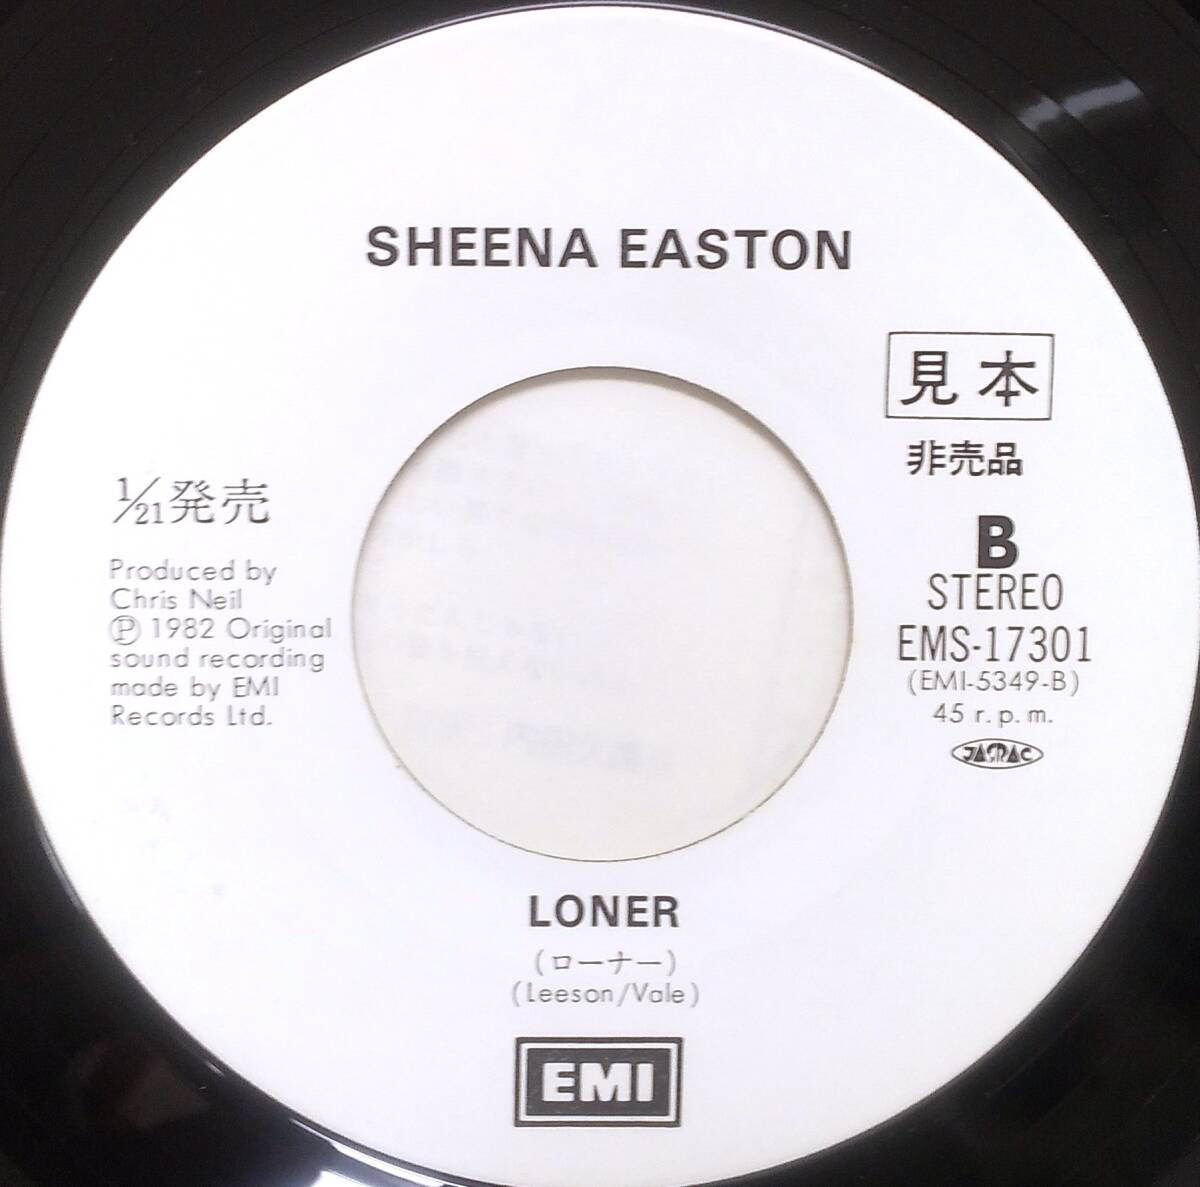 SHEENA EASTON
見本
非売品
1/21発売
B
STEREO
EMS-17301
(EMI-5349-B)
45 r.p.m.
JASRAC
Produced by
Chris Neil
Ⓟ 1982 Original
sound recording
made by EMI
Records Ltd.
LONER
(ローナー)
(Leeson/Vale)
EMI